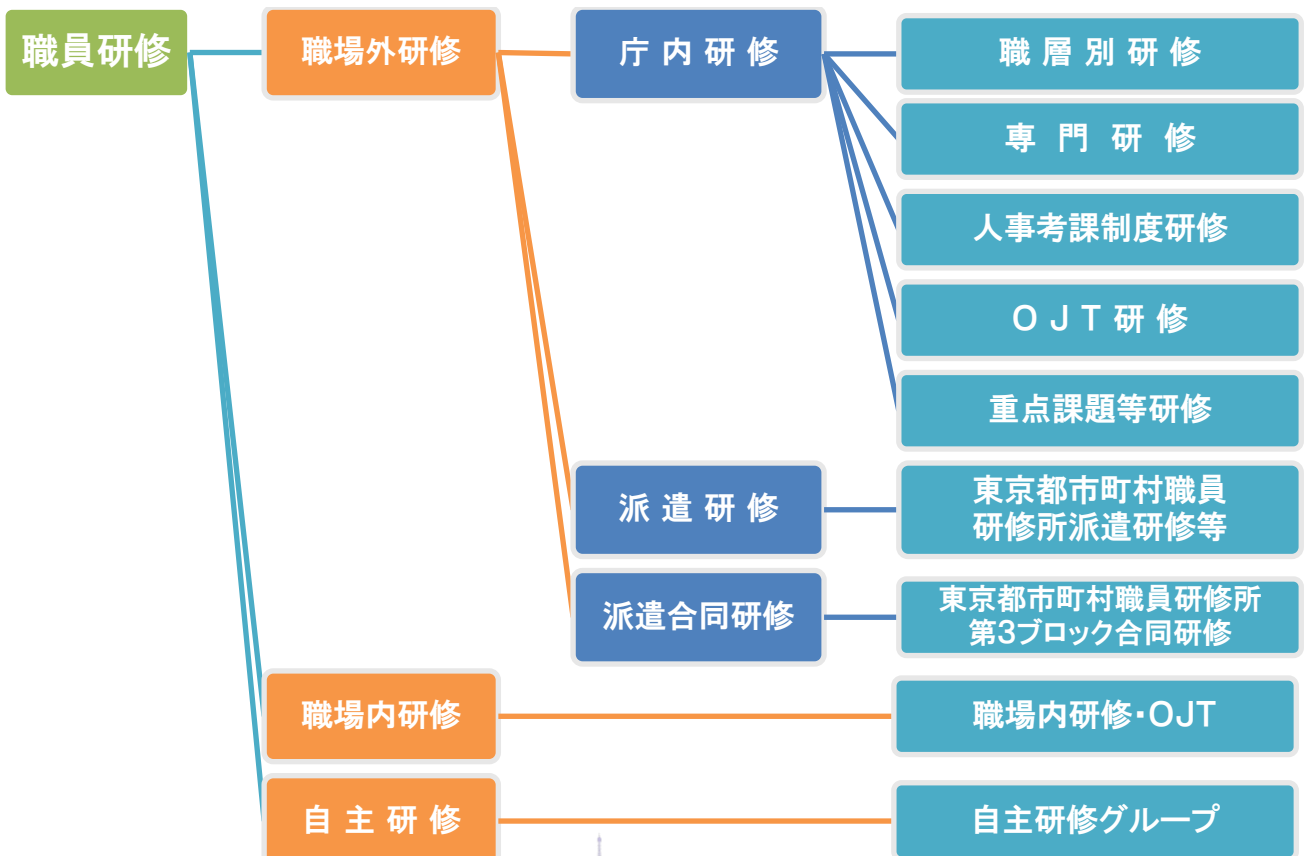 職員研修
職場外研修
庁内研修
職層別研修
専門研修
人事考課制度研修
OJT研修
重点課題等研修
派遣研修
東京都市町村職員
研修所派遣研修等
派遣合同研修
東京都市町村職員研修所
第3ブロック合同研修
職場内研修
職場内研修・OJT
自主研修
自主研修グループ